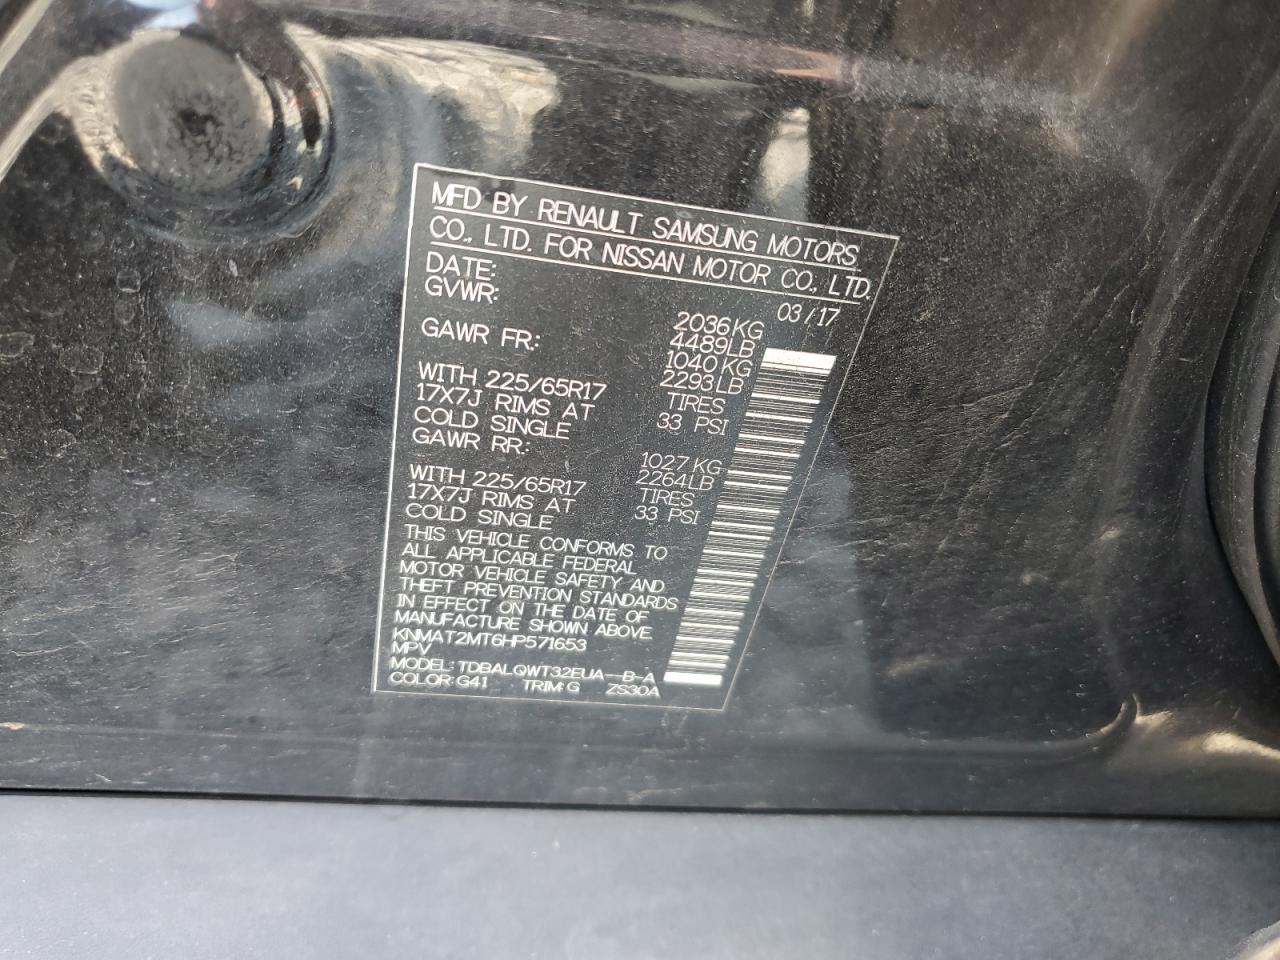 MFD BY RENAULT SAMSUNG MOTORS
CO., LTD. FOR NISSAN MOTOR CO., LTD.
DATE: 03/17
GVWR: 2036KG
4489LB
GAWR FR: 1040KG
2293LB
WITH 225/65R17 TIRES
17X7J RIMS AT 33 PSI
COLD SINGLE
GAWR RR: 1027KG
2264LB
WITH 225/65R17 TIRES
17X7J RIMS AT 33 PSI
COLD SINGLE
THIS VEHICLE CONFORMS TO
ALL APPLICABLE FEDERAL
MOTOR VEHICLE SAFETY AND
THEFT PREVENTION STANDARDS
IN EFFECT ON THE DATE OF
MANUFACTURE SHOWN ABOVE.
KNMAT2MT6HP571653
MPV
MODEL: TDBALQWT32EUA--B-A
COLOR: G41 TRIM: G ZS30A